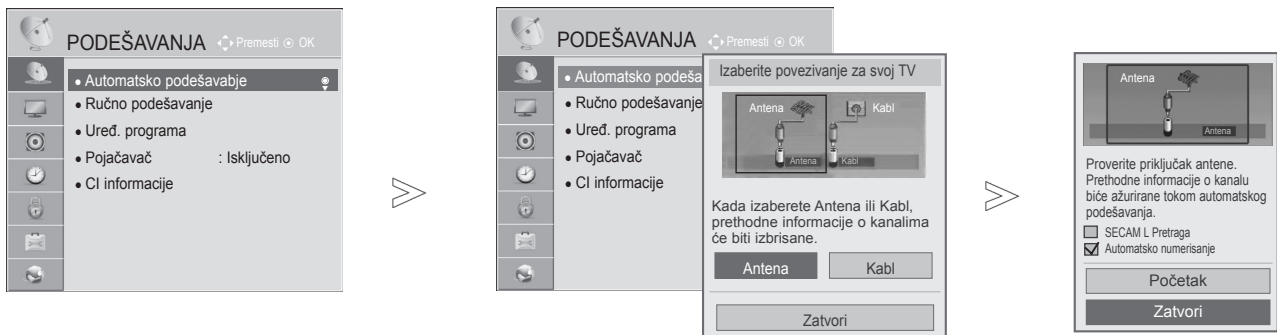 PODEŠAVANJA Premesti OK
• Automatsko podešavabje
• Ručno podešavanje
• Uređ. programa
• Pojačavač : Isključeno
• CI informacije
PODEŠAVANJA Premesti OK
• Automatsko podeša
• Ručno podešavanje
• Uređ. programa
• Pojačavač
• CI informacije
Izaberite povezivanje za svoj TV
Antena Kabl
Antena Kabl
Kada izaberete Antena ili Kabl,
prethodne informacije o kanalima
će biti izbrisane.
Antena Kabl
Zatvori
Antena
Antena
Proverite priključak antene.
Prethodne informacije o kanalu
biće ažurirane tokom automatskog
podešavanja.
SECAM L Pretraga
Automatsko numerisanje
Početak
Zatvori